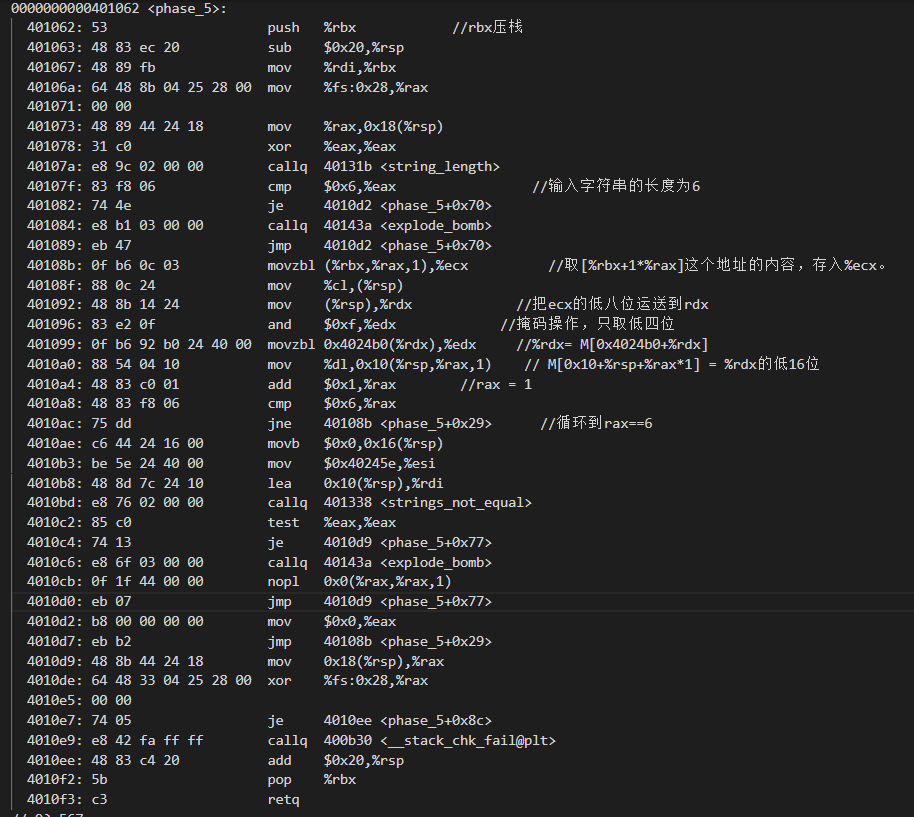 0000000000401062 <phase_5>:
401062: 53 push %rbx //rbx压栈
401063: 48 83 ec 20 sub $0x20,%rsp
401067: 48 89 fb mov %rdi,%rbx
40106a: 64 48 8b 04 25 28 00 mov %fs:0x28,%rax
401071: 00 00
401073: 48 89 44 24 18 mov %rax,0x18(%rsp)
401078: 31 c0 xor %eax,%eax
40107a: e8 9c 02 00 00 callq 40131b <string_length>
40107f: 83 f8 06 cmp $0x6,%eax //输入字符串的长度为6
401082: 74 4e je 4010d2 <phase_5+0x70>
401084: e8 b1 03 00 00 callq 40143a <explode_bomb>
401089: eb 47 jmp 4010d2 <phase_5+0x70>
40108b: 0f b6 0c 03 movzbl (%rbx,%rax,1),%ecx //取[%rbx+1*%rax]这个地址的内容，存入%ecx。
40108f: 88 0c 24 mov %cl,(%rsp)
401092: 48 8b 14 24 mov (%rsp),%rdx //把ecx的低八位运送到rdx
401096: 83 e2 0f and $0xf,%edx //掩码操作，只取低四位
401099: 0f b6 92 b0 24 40 00 movzbl 0x4024b0(%rdx),%edx //%rdx= M[0x4024b0+%rdx]
4010a0: 88 54 04 10 mov %dl,0x10(%rsp,%rax,1) // M[0x10+%rsp+%rax*1] = %rdx的低16位
4010a4: 48 83 c0 01 add $0x1,%rax //rax = 1
4010a8: 48 83 f8 06 cmp $0x6,%rax
4010ac: 75 dd jne 40108b <phase_5+0x29> //循环到rax==6
4010ae: c6 44 24 16 00 movb $0x0,0x16(%rsp)
4010b3: be 5e 24 40 00 mov $0x40245e,%esi
4010b8: 48 8d 7c 24 10 lea 0x10(%rsp),%rdi
4010bd: e8 76 02 00 00 callq 401338 <strings_not_equal>
4010c2: 85 c0 test %eax,%eax
4010c4: 74 13 je 4010d9 <phase_5+0x77>
4010c6: e8 6f 03 00 00 callq 40143a <explode_bomb>
4010cb: 0f 1f 44 00 00 nopl 0x0(%rax,%rax,1)
4010d0: eb 07 jmp 4010d9 <phase_5+0x77>
4010d2: b8 00 00 00 00 mov $0x0,%eax
4010d7: eb b2 jmp 40108b <phase_5+0x29>
4010d9: 48 8b 44 24 18 mov 0x18(%rsp),%rax
4010de: 64 48 33 04 25 28 00 xor %fs:0x28,%rax
4010e5: 00 00
4010e7: 74 05 je 4010ee <phase_5+0x8c>
4010e9: e8 42 fa ff ff callq 400b30 <__stack_chk_fail@plt>
4010ee: 48 83 c4 20 add $0x20,%rsp
4010f2: 5b pop %rbx
4010f3: c3 retq